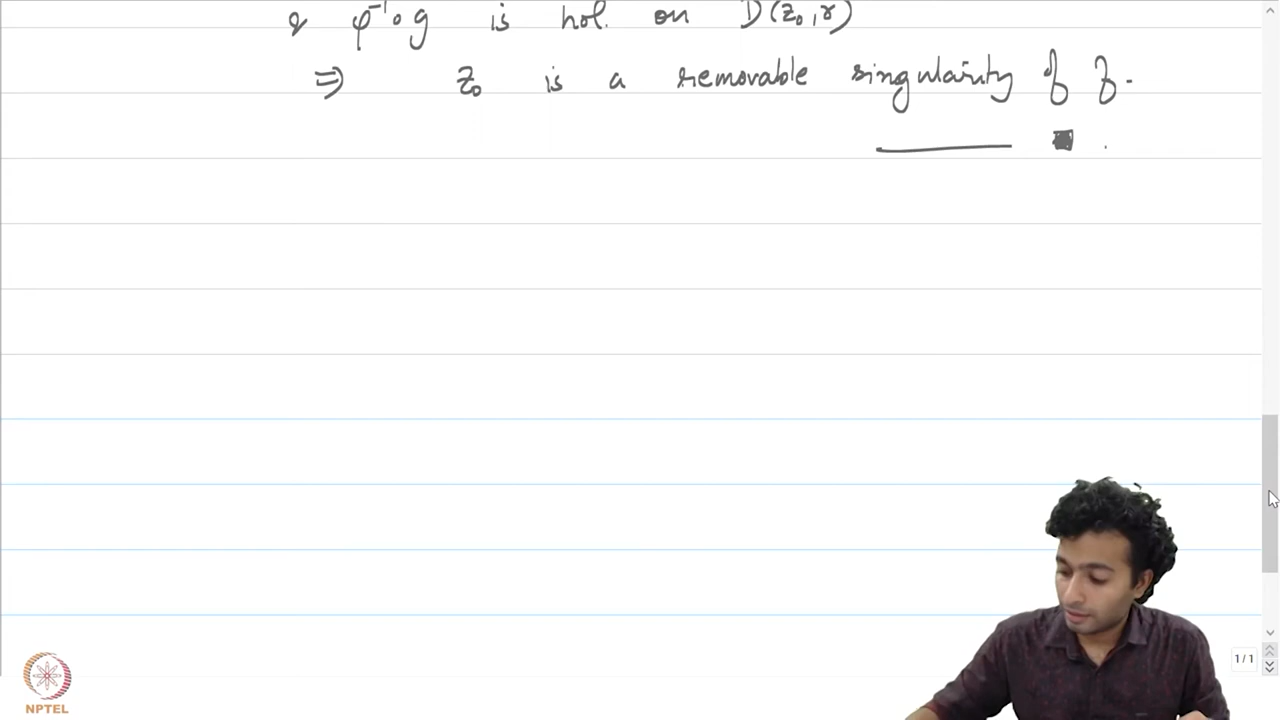 & φ⁻¹∘g is hol. on D(z₀, r)
⇒ z₀ is a removable singularity of f.
1 / 1
NPTEL